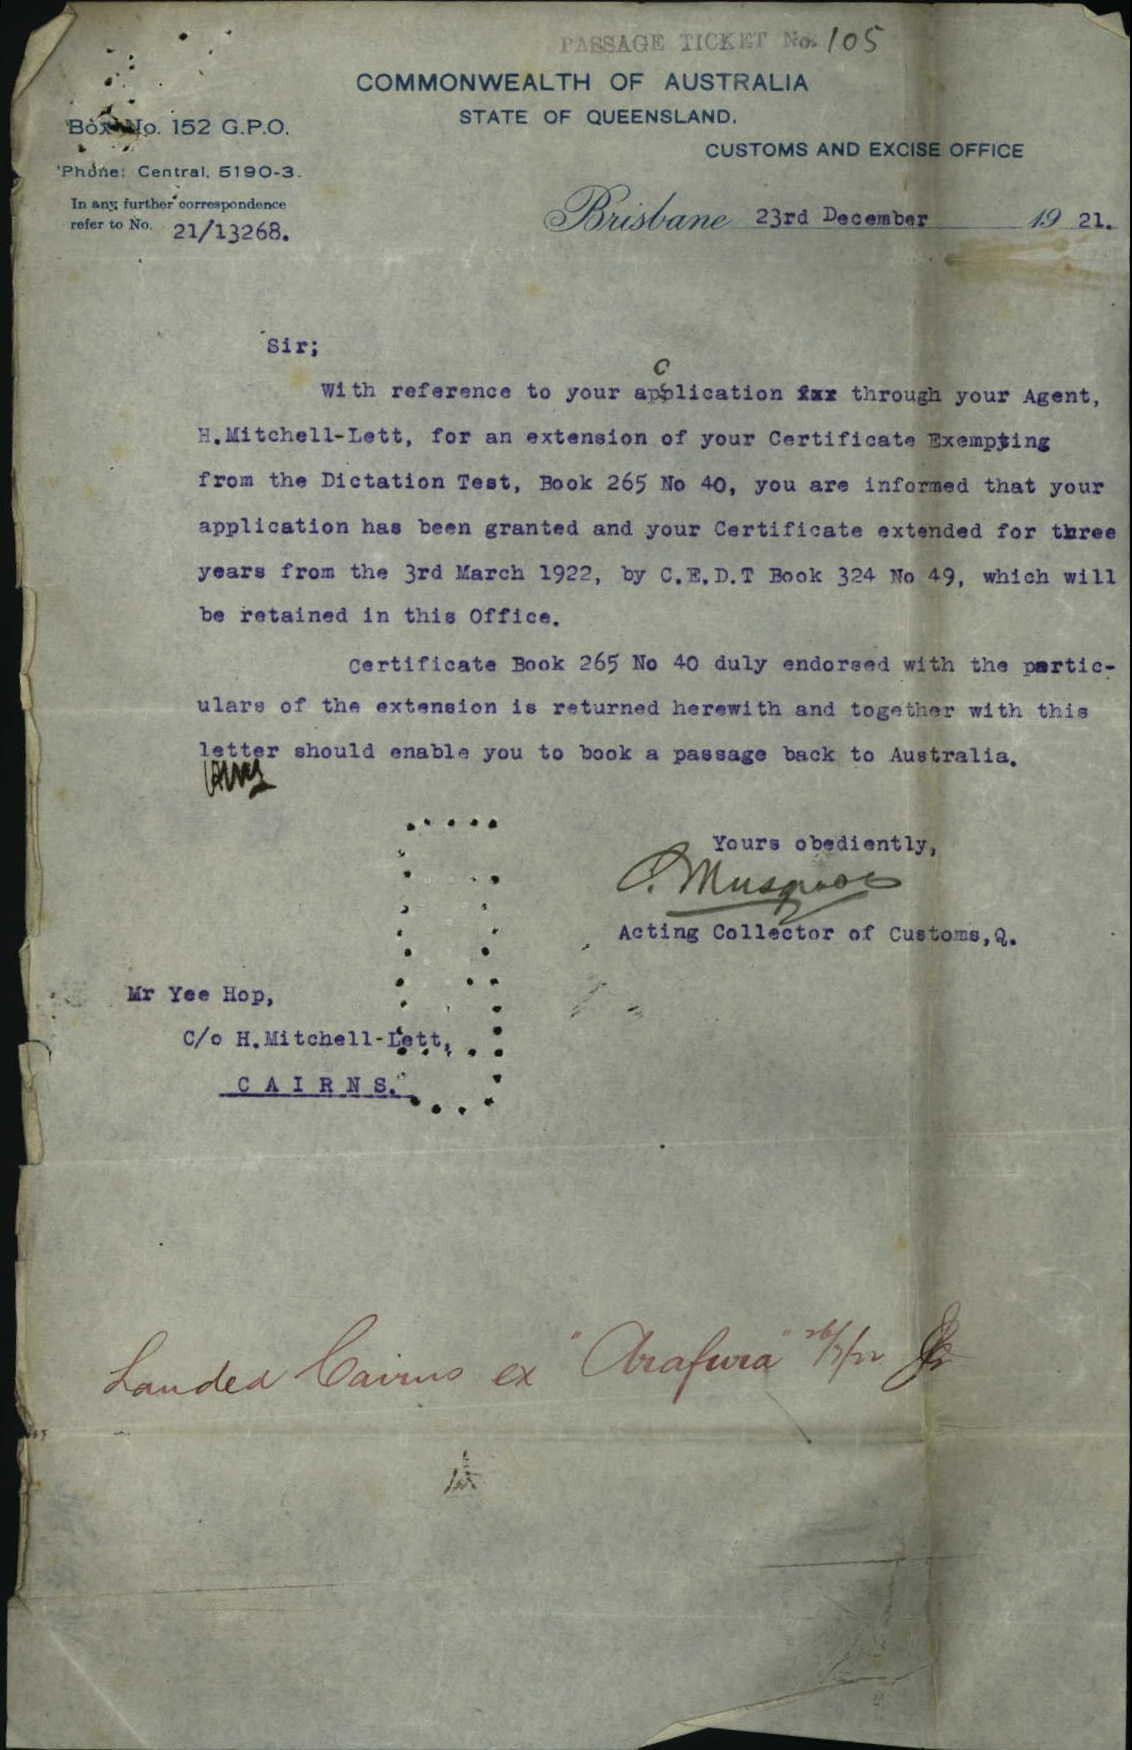 PASSAGE TICKET No. 105
COMMONWEALTH OF AUSTRALIA
STATE OF QUEENSLAND.
CUSTOMS AND EXCISE OFFICE
Box No. 152 G.P.O.
'Phone: Central, 5190-3.
In any further correspondence
refer to No. 21/13268.
Brisbane 23rd December 1921.
Sir;
With reference to your application through your Agent,
H.Mitchell-Lett, for an extension of your Certificate Exempting
from the Dictation Test, Book 265 No 40, you are informed that your
application has been granted and your Certificate extended for three
years from the 3rd March 1922, by C.E.D.T Book 324 No 49, which will
be retained in this Office.
Certificate Book 265 No 40 duly endorsed with the partic-
ulars of the extension is returned herewith and together with this
letter should enable you to book a passage back to Australia.
Yours obediently,
Acting Collector of Customs,Q.
Mr Yee Hop,
C/o H.Mitchell-Lett,
CAIRNS.
Landed Cairns ex "Arafura"